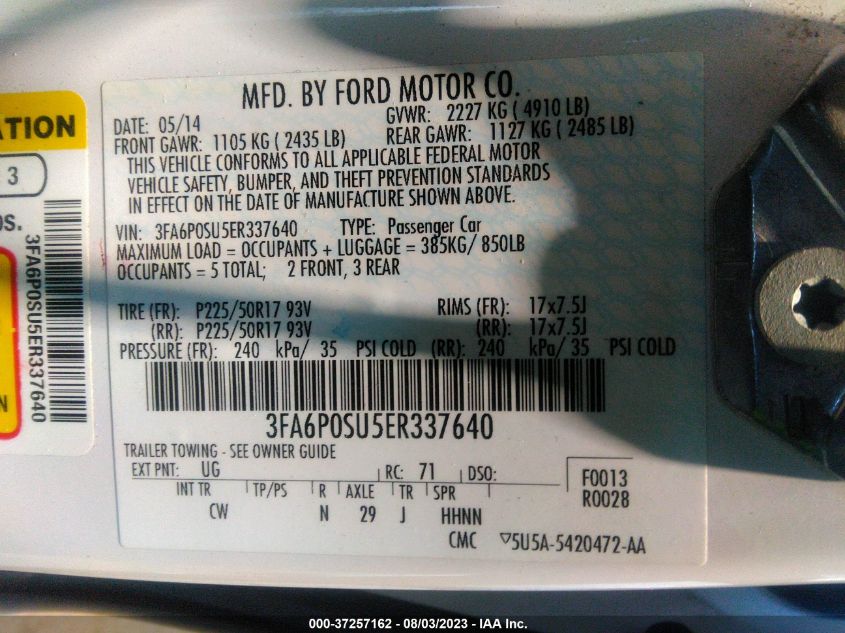 ATION
3
OS.
3FA6P0SU5ER337640
N
MFD. BY FORD MOTOR CO.
DATE: 05/14 GVWR: 2227 KG ( 4910 LB)
FRONT GAWR: 1105 KG ( 2435 LB) REAR GAWR: 1127 KG ( 2485 LB)
THIS VEHICLE CONFORMS TO ALL APPLICABLE FEDERAL MOTOR
VEHICLE SAFETY, BUMPER, AND THEFT PREVENTION STANDARDS
IN EFFECT ON THE DATE OF MANUFACTURE SHOWN ABOVE.
VIN: 3FA6P0SU5ER337640 TYPE: Passenger Car
MAXIMUM LOAD = OCCUPANTS + LUGGAGE = 385KG/ 850LB
OCCUPANTS = 5 TOTAL; 2 FRONT, 3 REAR
TIRE (FR): P225/50R17 93V RIMS (FR): 17x7.5J
(RR): P225/50R17 93V (RR): 17x7.5J
PRESSURE (FR): 240 kPa/ 35 PSI COLD (RR): 240 kPa/ 35 PSI COLD
3FA6P0SU5ER337640
TRAILER TOWING - SEE OWNER GUIDE
EXT PNT: UG RC: 71 DSO: F0013
R0028
INT TR TP/PS R AXLE TR SPR
CW N 29 J HHNN
CMC ▽5U5A-5420472-AA
000-37257162 - 08/03/2023 - IAA Inc.